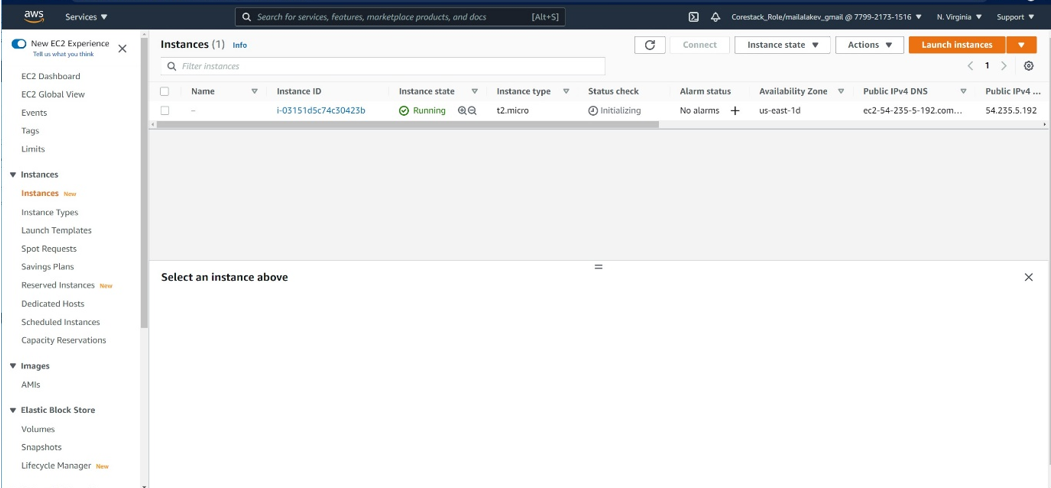 aws Services ▼ Search for services, features, marketplace products, and docs [Alt+S] Corestack_Role/mailalakev_gmail @ 7799-2173-1516 ▼ N. Virginia ▼ Support ▼
New EC2 Experience
Tell us what you think
EC2 Dashboard
EC2 Global View
Events
Tags
Limits
Instances
Instances New
Instance Types
Launch Templates
Spot Requests
Savings Plans
Reserved Instances New
Dedicated Hosts
Scheduled Instances
Capacity Reservations
Images
AMIs
Elastic Block Store
Volumes
Snapshots
Lifecycle Manager New
Instances (1) Info Connect Instance state ▼ Actions ▼ Launch instances ▼
Filter instances 1
Name Instance ID Instance state Instance type Status check Alarm status Availability Zone Public IPv4 DNS Public IPv4 ...
– i-03151d5c74c30423b Running t2.micro Initializing No alarms + us-east-1d ec2-54-235-5-192.com... 54.235.5.192
Select an instance above